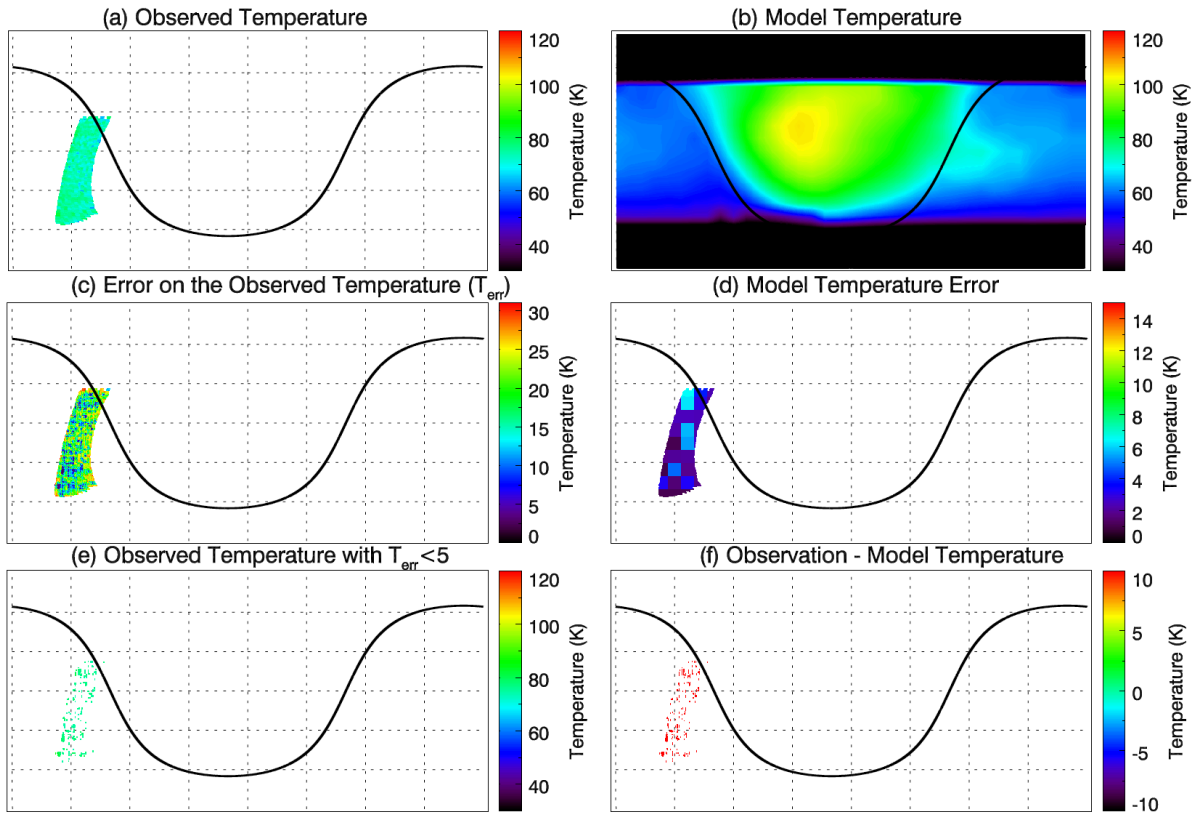 (a) Observed Temperature
120
100
80
60
40
Temperature (K)
(b) Model Temperature
120
100
80
60
40
Temperature (K)
(c) Error on the Observed Temperature (T_err)
30
25
20
15
10
5
0
Temperature (K)
(d) Model Temperature Error
14
12
10
8
6
4
2
0
Temperature (K)
(e) Observed Temperature with T_err<5
120
100
80
60
40
Temperature (K)
(f) Observation - Model Temperature
10
5
0
-5
-10
Temperature (K)